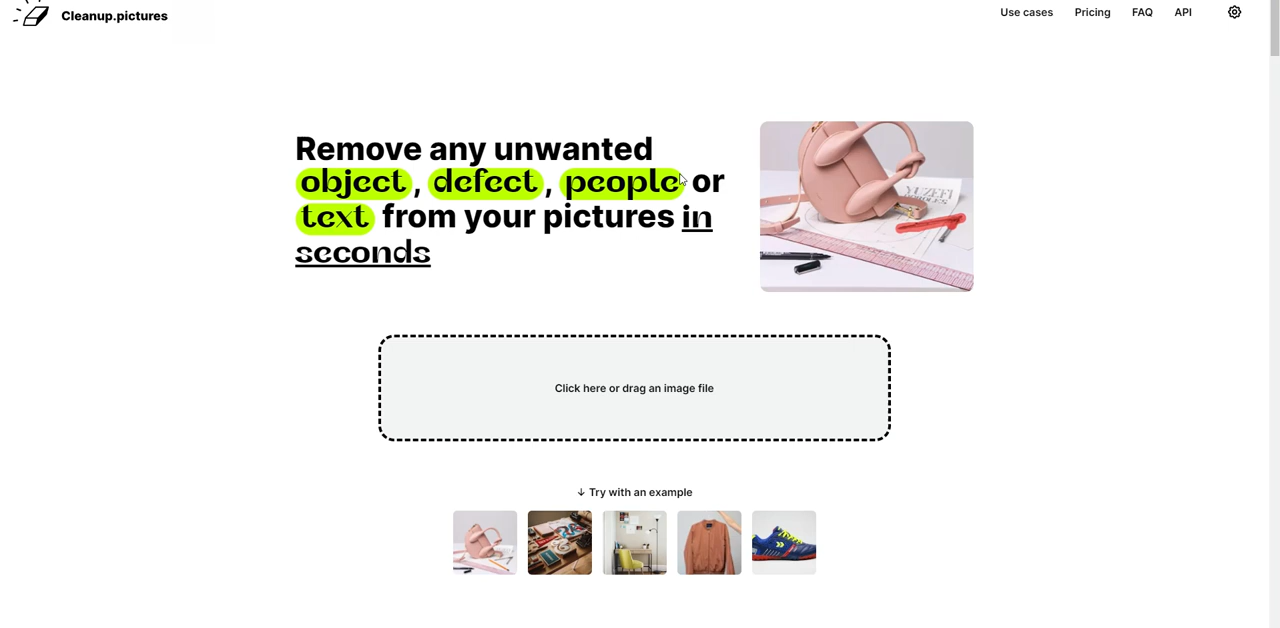 Cleanup.pictures
Use cases Pricing FAQ API
Remove any unwanted
object, defect, people or
text from your pictures in
seconds
Click here or drag an image file
↓ Try with an example